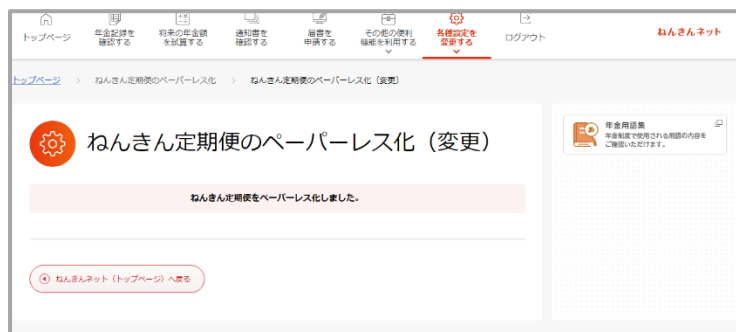 トップページ
年金記録を
確認する
将来の年金額
を試算する
通知書を
確認する
届書を
申請する
その他の便利
機能を利用する
各種設定を
変更する
ログアウト
ねんきんネット
トップページ > ねんきん定期便のペーパーレス化 > ねんきん定期便のペーパーレス化（変更）
ねんきん定期便のペーパーレス化（変更）
年金用語集
年金制度で使用される用語の内容を
ご確認いただけます。
ねんきん定期便をペーパーレス化しました。
ねんきんネット（トップページ）へ戻る